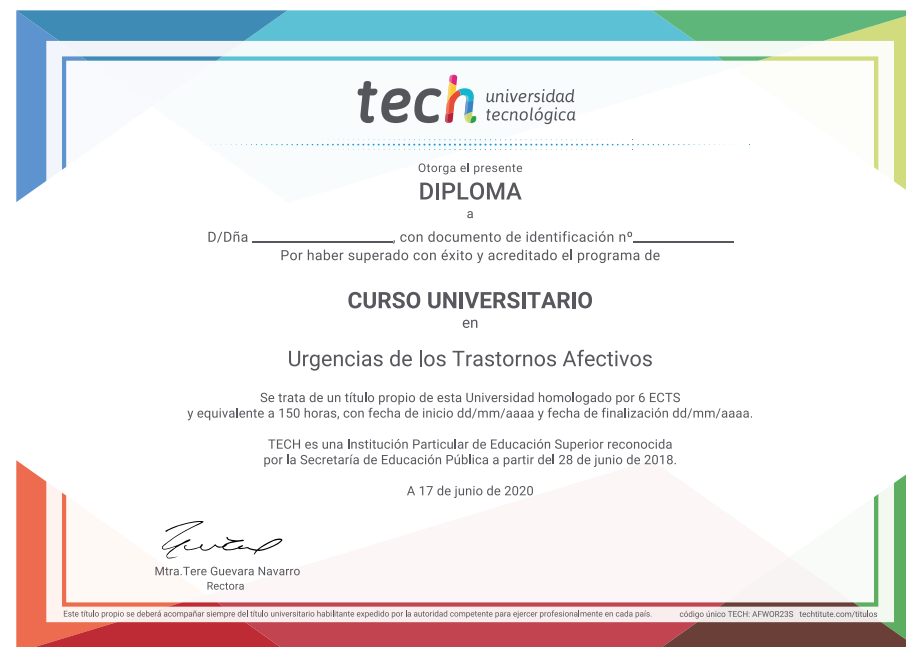 tech universidad
tecnológica
Otorga el presente
DIPLOMA
a
D/Dña ____________________, con documento de identificación nº______________
Por haber superado con éxito y acreditado el programa de
CURSO UNIVERSITARIO
en
Urgencias de los Trastornos Afectivos
Se trata de un título propio de esta Universidad homologado por 6 ECTS
y equivalente a 150 horas, con fecha de inicio dd/mm/aaaa y fecha de finalización dd/mm/aaaa.
TECH es una Institución Particular de Educación Superior reconocida
por la Secretaría de Educación Pública a partir del 28 de junio de 2018.
A 17 de junio de 2020
Mtra.Tere Guevara Navarro
Rectora
Este título propio se deberá acompañar siempre del título universitario habilitante expedido por la autoridad competente para ejercer profesionalmente en cada país. código único TECH: AFWOR23S techtitute.com/títulos